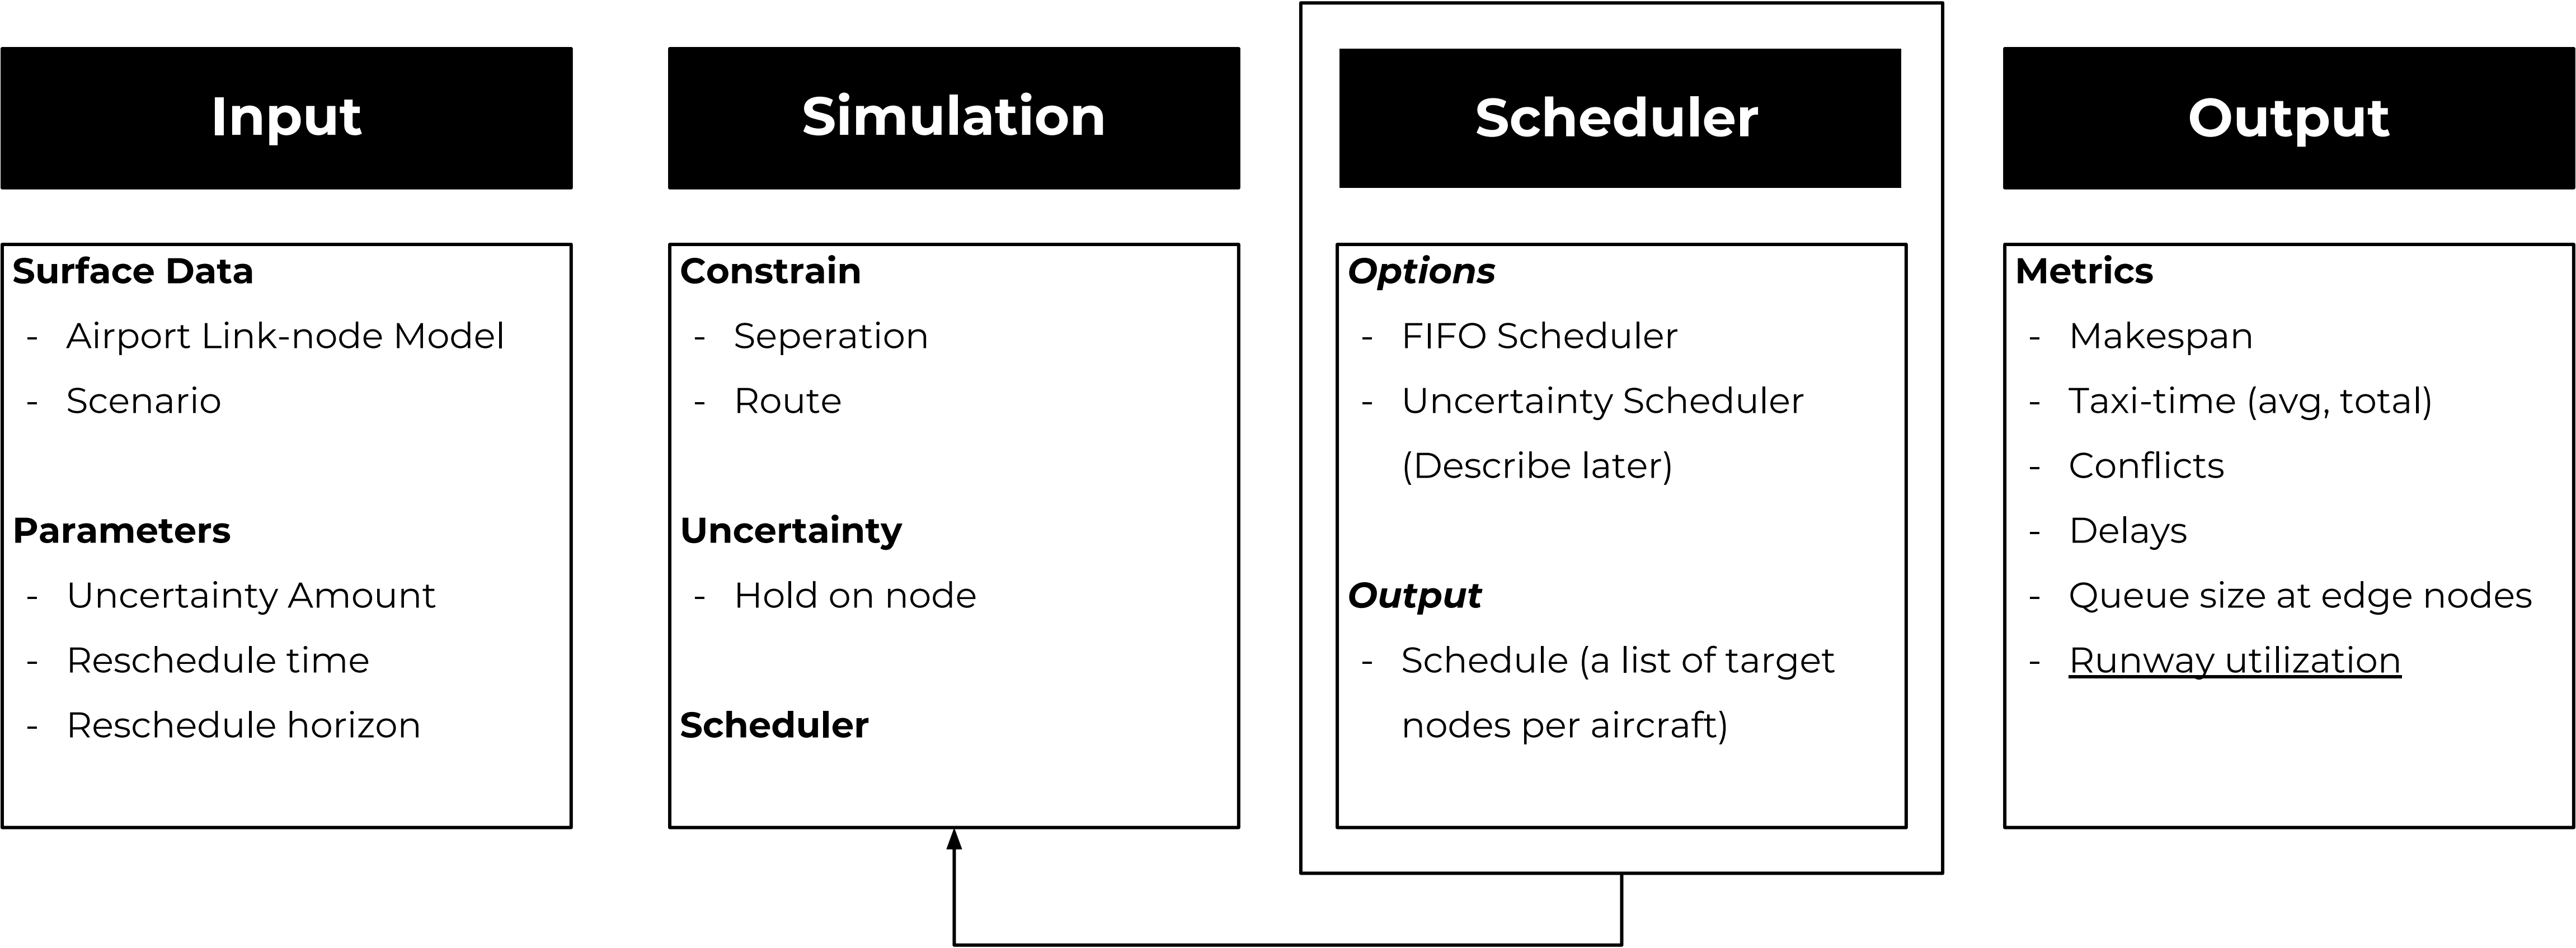 Input
Surface Data
- Airport Link-node Model
- Scenario
Parameters
- Uncertainty Amount
- Reschedule time
- Reschedule horizon
Simulation
Constrain
- Seperation
- Route
Uncertainty
- Hold on node
Scheduler
Scheduler
Options
- FIFO Scheduler
- Uncertainty Scheduler
(Describe later)
Output
- Schedule (a list of target
nodes per aircraft)
Output
Metrics
- Makespan
- Taxi-time (avg, total)
- Conflicts
- Delays
- Queue size at edge nodes
- Runway utilization